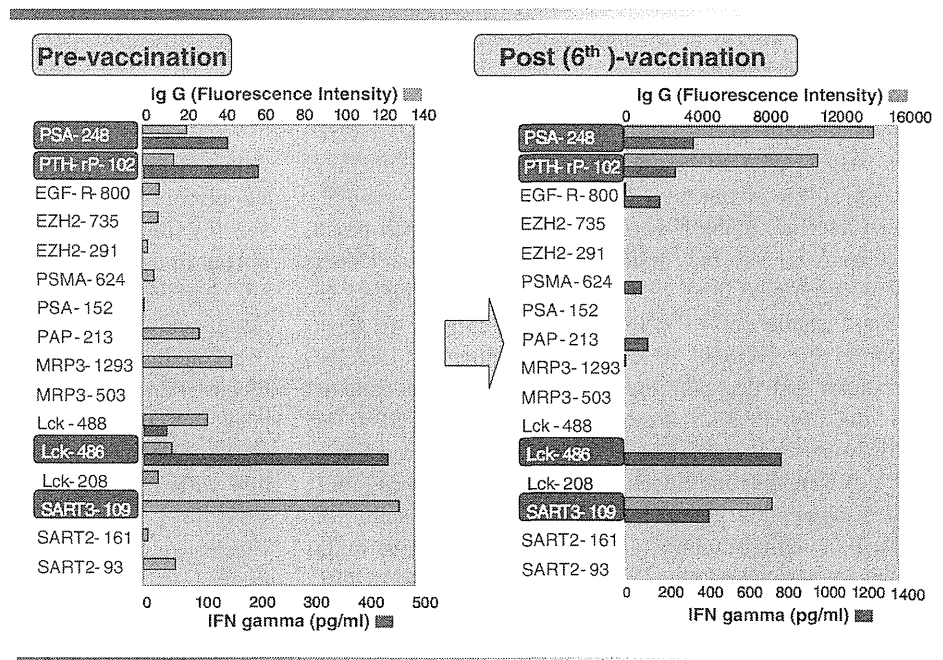 Pre-vaccination
Ig G (Fluorescence Intensity)
0 20 40 60 80 100 120 140
PSA-248
PTH-rP-102
EGF-R-800
EZH2-735
EZH2-291
PSMA-624
PSA-152
PAP-213
MRP3-1293
MRP3-503
Lck-488
Lck-486
Lck-208
SART3-109
SART2-161
SART2-93
0 100 200 300 400 500
IFN gamma (pg/ml)
Post (6th )-vaccination
Ig G (Fluorescence Intensity)
0 4000 8000 12000 16000
PSA-248
PTH-rP-102
EGF-R-800
EZH2-735
EZH2-291
PSMA-624
PSA-152
PAP-213
MRP3-1293
MRP3-503
Lck-488
Lck-486
Lck-208
SART3-109
SART2-161
SART2-93
0 200 400 600 800 1000 1200 1400
IFN gamma (pg/ml)